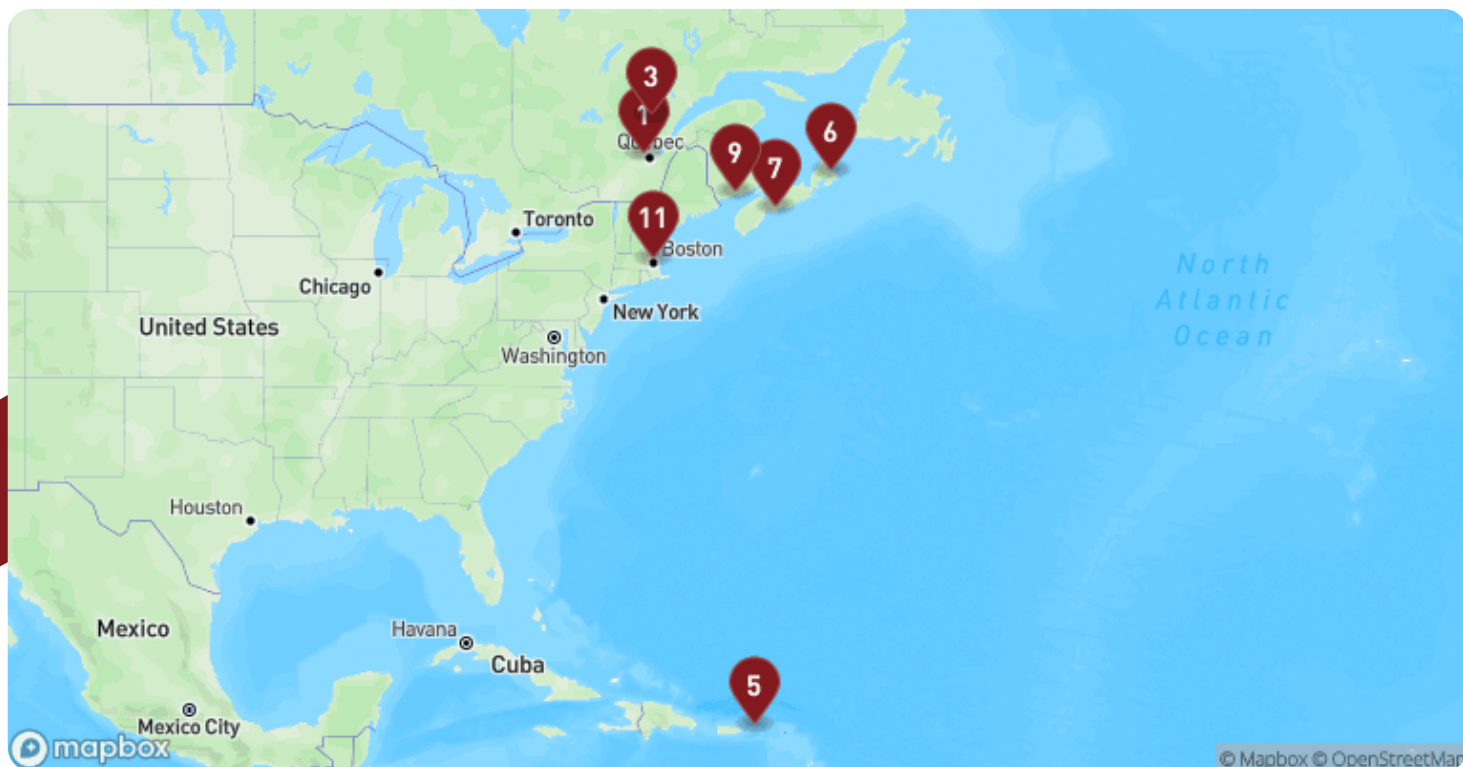 3
1
Quebec
6
9
7
11
Toronto
Boston
Chicago
New York
United States
Washington
North
Atlantic
Ocean
Houston
Mexico
Havana
Cuba
5
Mexico City
mapbox
© Mapbox © OpenStreetMap